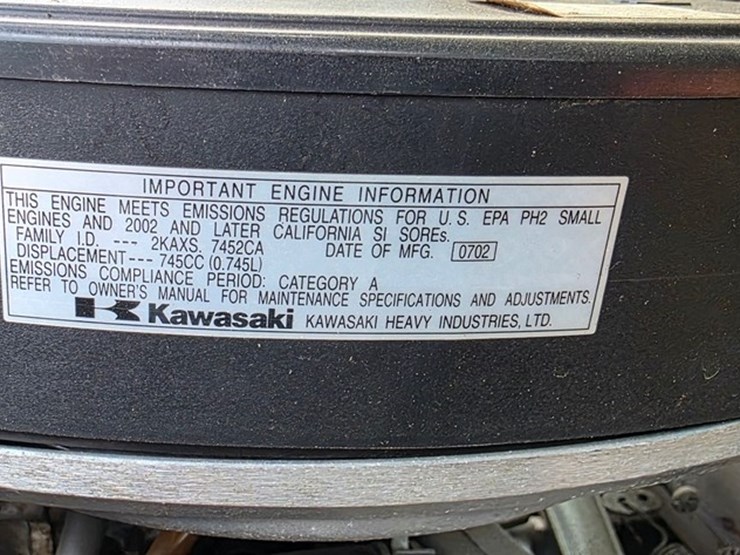 IMPORTANT ENGINE INFORMATION
THIS ENGINE MEETS EMISSIONS REGULATIONS FOR U.S. EPA PH2 SMALL
ENGINES AND 2002 AND LATER CALIFORNIA SI SOREs.
FAMILY I.D. --- 2KAXS. 7452CA DATE OF MFG. 0702
DISPLACEMENT--- 745CC (0.745L)
EMISSIONS COMPLIANCE PERIOD: CATEGORY A
REFER TO OWNER'S MANUAL FOR MAINTENANCE SPECIFICATIONS AND ADJUSTMENTS.
Kawasaki KAWASAKI HEAVY INDUSTRIES, LTD.